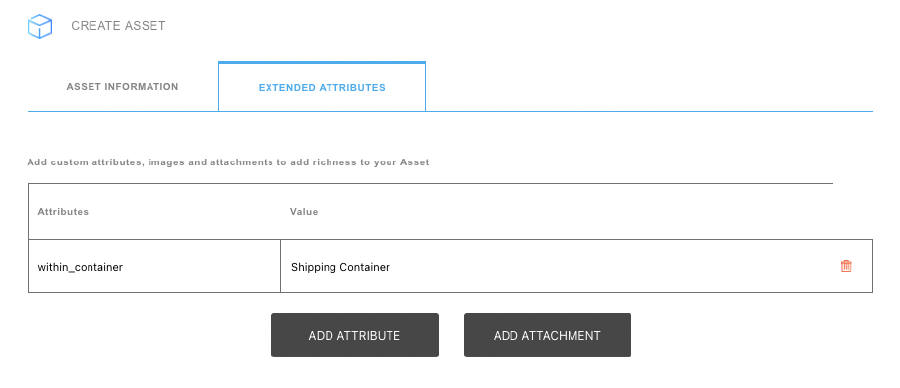 CREATE ASSET
ASSET INFORMATION
EXTENDED ATTRIBUTES
Add custom attributes, images and attachments to add richness to your Asset
Attributes
Value
within_container
Shipping Container
ADD ATTRIBUTE
ADD ATTACHMENT